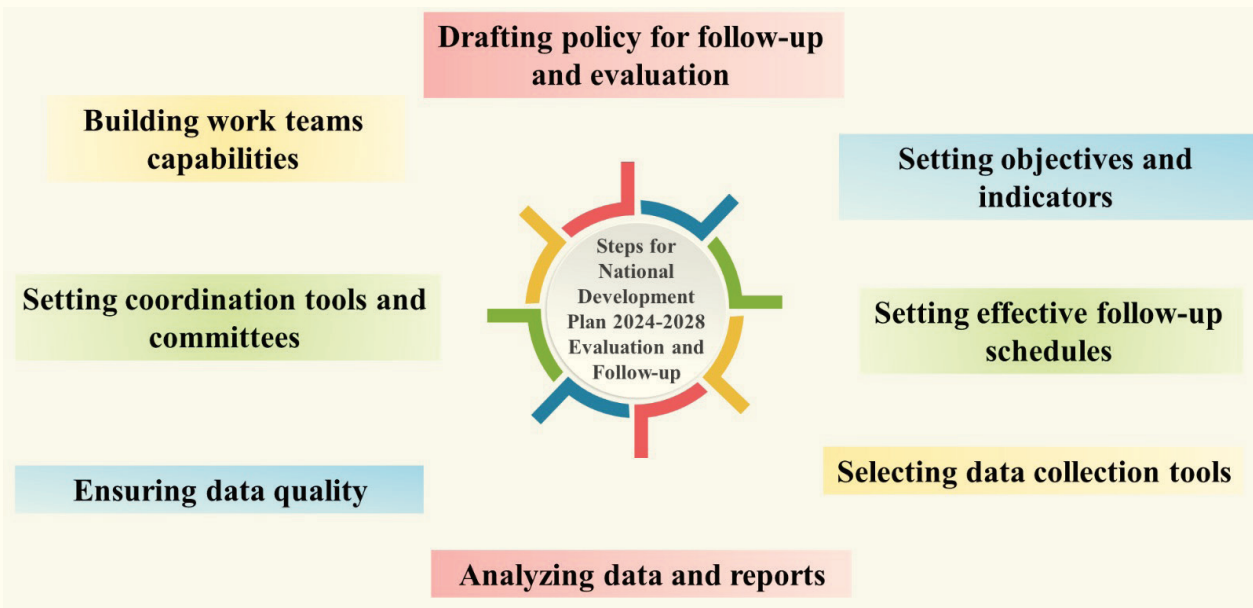 Drafting policy for follow-up
and evaluation
Building work teams
capabilities
Setting objectives and
indicators
Steps for
National
Development
Plan 2024-2028
Evaluation and
Follow-up
Setting coordination tools and
committees
Setting effective follow-up
schedules
Selecting data collection tools
Ensuring data quality
Analyzing data and reports